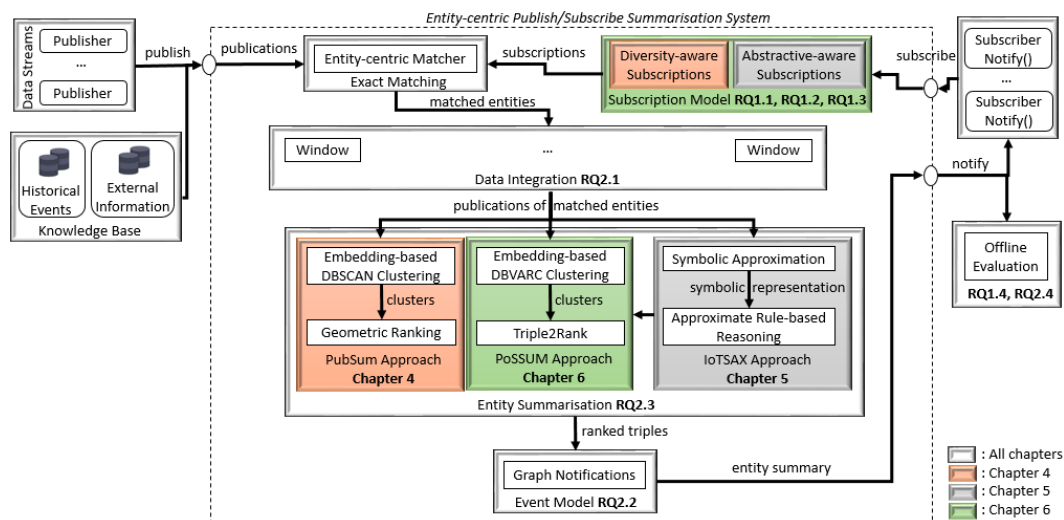 Entity-centric Publish/Subscribe Summarisation System
Data Streams
Publisher
...
Publisher
publish
publications
Entity-centric Matcher
Exact Matching
subscriptions
Diversity-aware
Subscriptions
Abstractive-aware
Subscriptions
Subscription Model RQ1.1, RQ1.2, RQ1.3
subscribe
Subscriber
Notify()
...
Subscriber
Notify()
matched entities
Historical
Events
External
Information
Knowledge Base
Window
...
Window
Data Integration RQ2.1
notify
publications of matched entities
Offline
Evaluation
RQ1.4, RQ2.4
Embedding-based
DBSCAN Clustering
clusters
Geometric Ranking
PubSum Approach
Chapter 4
Embedding-based
DBVARC Clustering
clusters
Triple2Rank
PoSSUM Approach
Chapter 6
Symbolic Approximation
symbolic representation
Approximate Rule-based
Reasoning
IoTSAX Approach
Chapter 5
Entity Summarisation RQ2.3
ranked triples
Graph Notifications
Event Model RQ2.2
entity summary
: All chapters
: Chapter 4
: Chapter 5
: Chapter 6